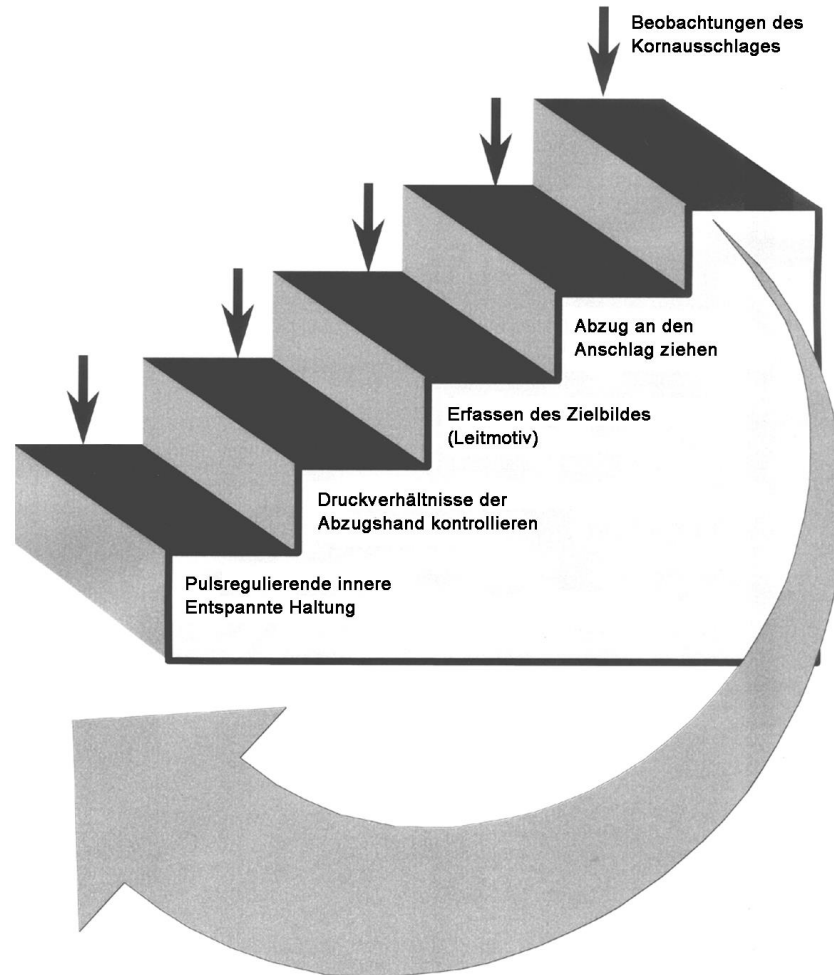 Beobachtungen des
Kornausschlages
Abzug an den
Anschlag ziehen
Erfassen des Zielbildes
(Leitmotiv)
Druckverhältnisse der
Abzugshand kontrollieren
Pulsregulierende innere
Entspannte Haltung